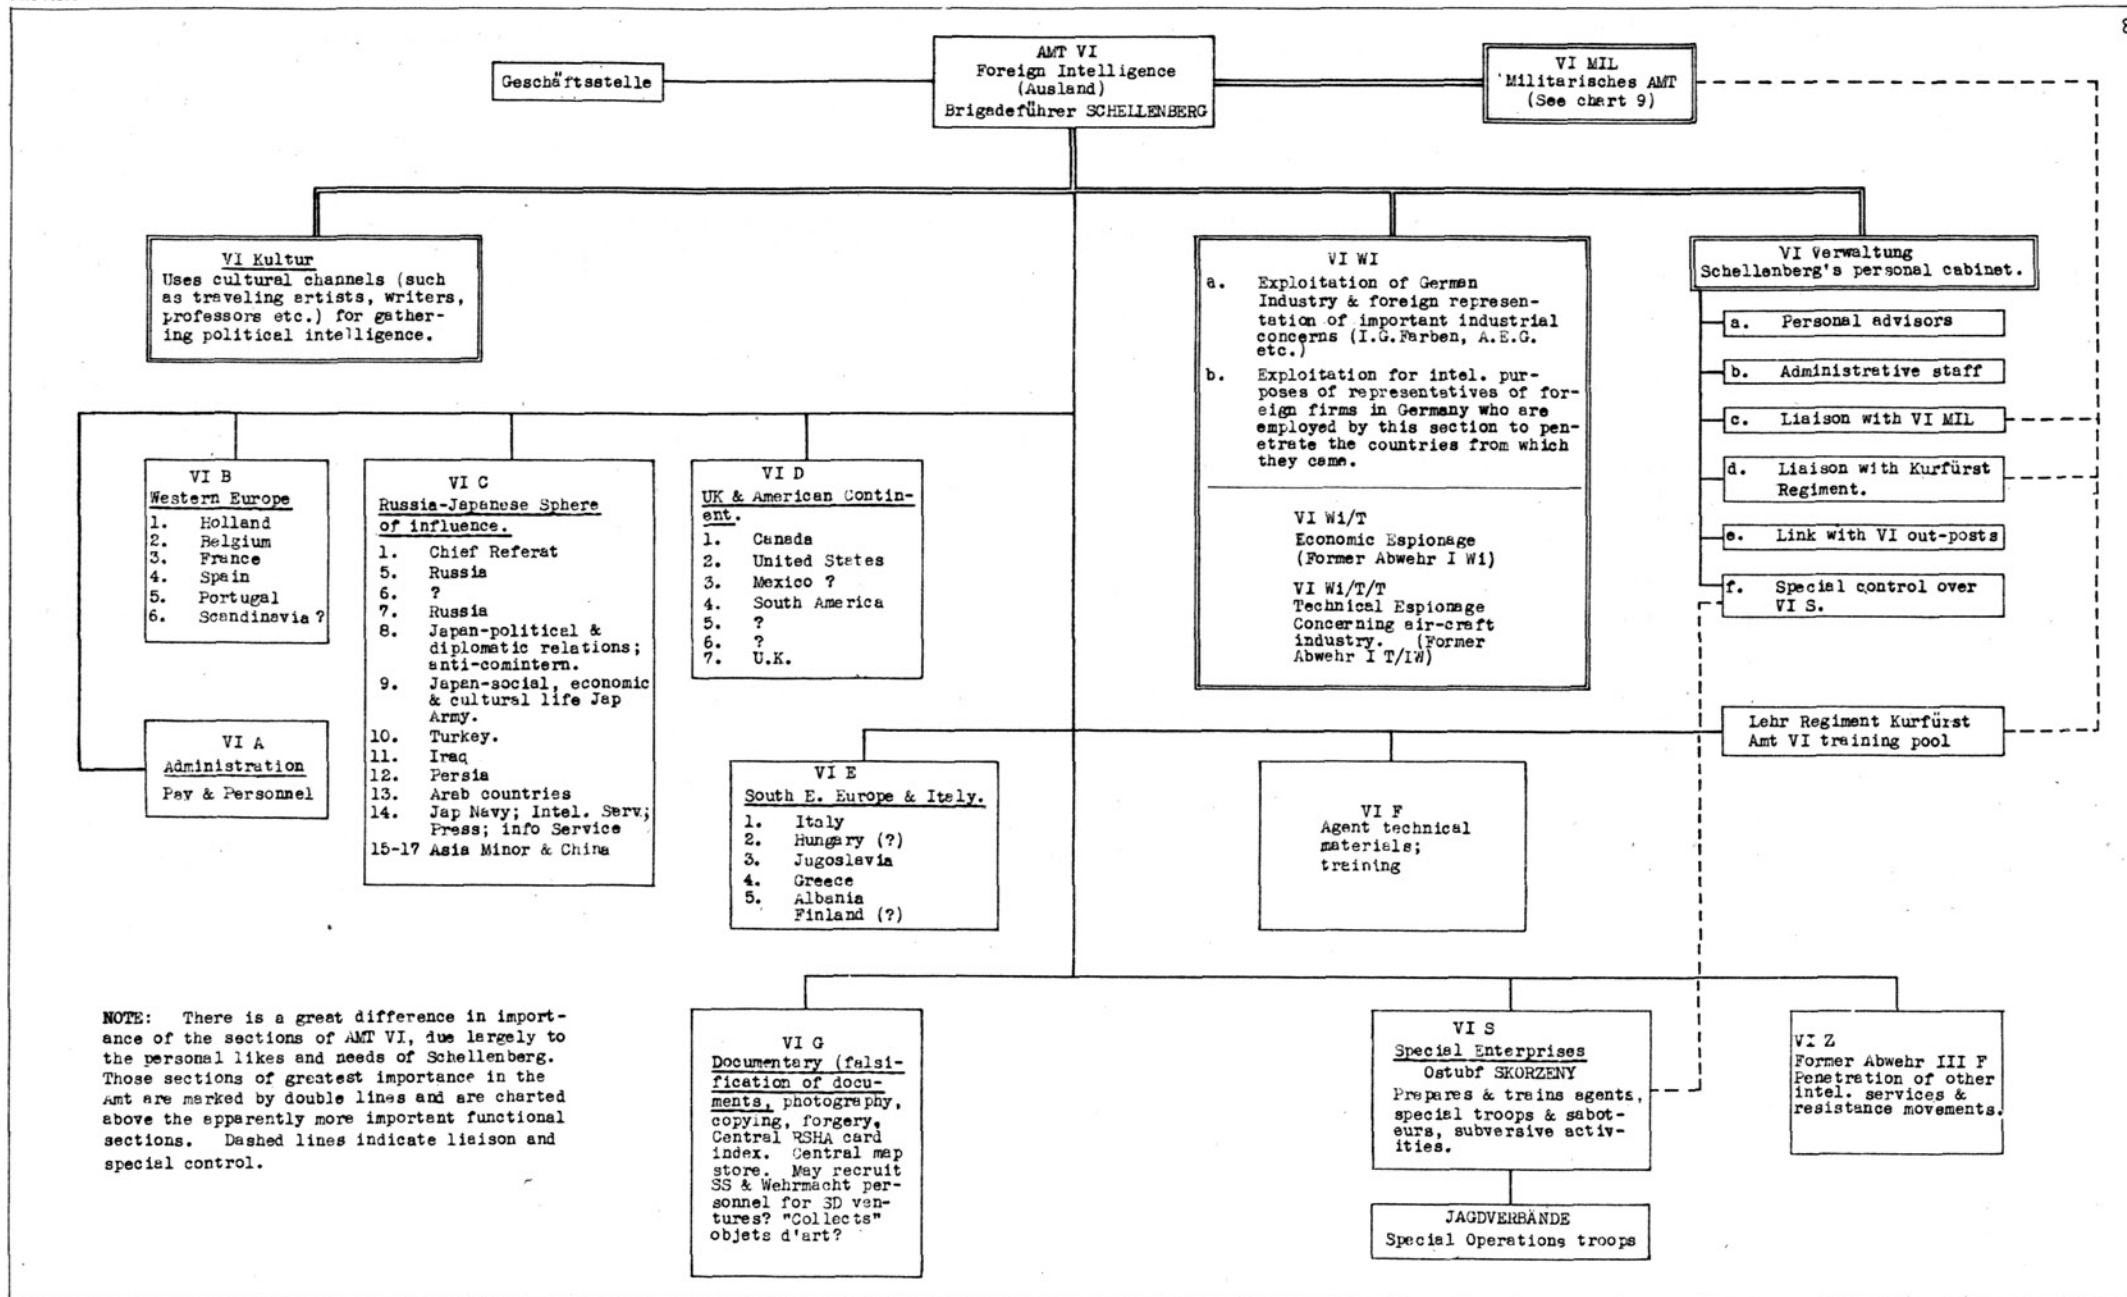 8
Geschäftsstelle
AMT VI
Foreign Intelligence
(Ausland)
Brigadeführer SCHELLENBERG
VI MIL
'Militarisches AMT
(See chart 9)
VI Kultur
Uses cultural channels (such
as traveling artists, writers,
professors etc.) for gather-
ing political intelligence.
VI WI
a. Exploitation of German
Industry & foreign represen-
tation of important industrial
concerns (I.G.Farben, A.E.G.
etc.)
b. Exploitation for intel. pur-
poses of representatives of for-
eign firms in Germany who are
employed by this section to pen-
etrate the countries from which
they came.
VI Wi/T
Economic Espionage
(Former Abwehr I Wi)
VI Wi/T/T
Technical Espionage
Concerning air-craft
industry. (Former
Abwehr I T/IW)
VI Verwaltung
Schellenberg's personal cabinet.
a. Personal advisors
b. Administrative staff
c. Liaison with VI MIL
d. Liaison with Kurfürst
Regiment.
e. Link with VI out-posts
f. Special control over
VI S.
VI B
Western Europe
1. Holland
2. Belgium
3. France
4. Spain
5. Portugal
6. Scandinavia ?
VI C
Russia-Japanese Sphere
of influence.
1. Chief Referat
5. Russia
6. ?
7. Russia
8. Japan-political &
diplomatic relations;
anti-comintern.
9. Japan-social, economic
& cultural life Jap
Army.
10. Turkey.
11. Iraq
12. Persia
13. Arab countries
14. Jap Navy; Intel. Serv;
Press; info Service
15-17 Asia Minor & China
VI D
UK & American Contin-
ent.
1. Canada
2. United States
3. Mexico ?
4. South America
5. ?
6. ?
7. U.K.
VI A
Administration
Pay & Personnel
Lehr Regiment Kurfürst
Amt VI training pool
VI E
South E. Europe & Italy.
1. Italy
2. Hungary (?)
3. Jugoslavia
4. Greece
5. Albania
Finland (?)
VI F
Agent technical
materials;
training
NOTE: There is a great difference in import-
ance of the sections of AMT VI, due largely to
the personal likes and needs of Schellenberg.
Those sections of greatest importance in the
Amt are marked by double lines and are charted
above the apparently more important functional
sections. Dashed lines indicate liaison and
special control.
VI G
Documentary (falsi-
fication of docu-
ments, photography,
copying, forgery,
Central RSHA card
index. Central map
store. May recruit
SS & Wehrmacht per-
sonnel for SD ven-
tures? "Collects"
objets d'art?
VI S
Special Enterprises
Ostubf SKORZENY
Prepares & trains agents,
special troops & sabot-
eurs, subversive activ-
ities.
JAGDVERBÄNDE
Special Operations troops
VI Z
Former Abwehr III F
Penetration of other
intel. services &
resistance movements.